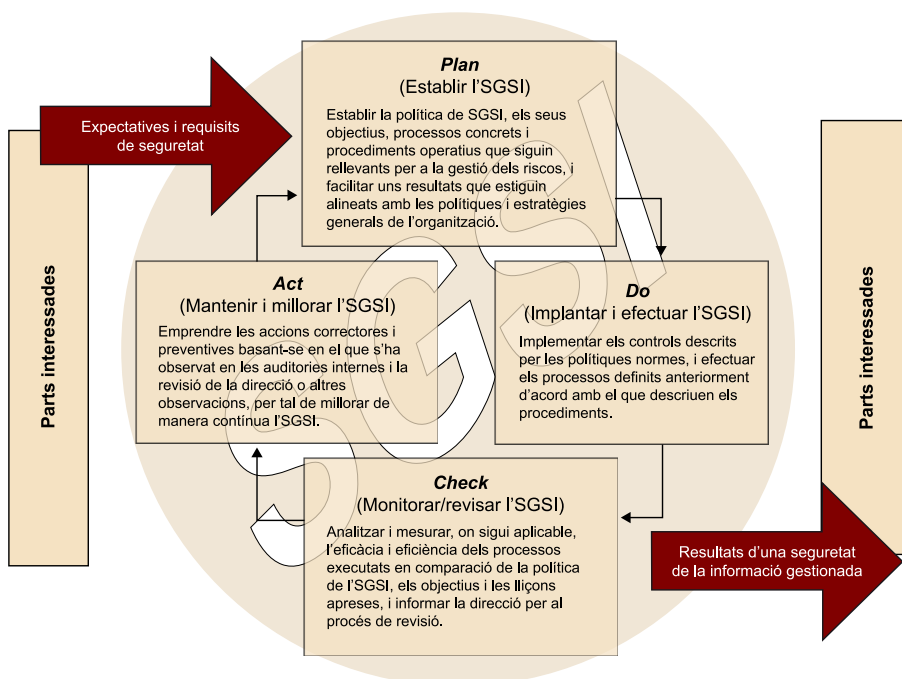 Plan
(Establir l'SGSI)
Establir la política de SGSI, els seus
objectius, processos concrets i
procediments operatius que siguin
rellevants per a la gestió dels riscos, i
facilitar uns resultats que estiguin
alineats amb les polítiques i estratègies
generals de l'organització.
Expectatives i requisits
de seguretat
Parts interessades
Act
(Mantenir i millorar l'SGSI)
Emprendre les accions correctores i
preventives basant-se en el que s'ha
observat en les auditories internes i la
revisió de la direcció o altres
observacions, per tal de millorar de
manera contínua l'SGSI.
Do
(Implantar i efectuar l'SGSI)
Implementar els controls descrits
per les polítiques normes, i efectuar
els processos definits anteriorment
d'acord amb el que descriuen els
procediments.
Parts interessades
Check
(Monitorar/revisar l'SGSI)
Analitzar i mesurar, on sigui aplicable,
l'eficàcia i eficiència dels processos
executats en comparació de la política
de l'SGSI, els objectius i les lliçons
apreses, i informar la direcció per al
procés de revisió.
Resultats d'una seguretat
de la informació gestionada
SGSI